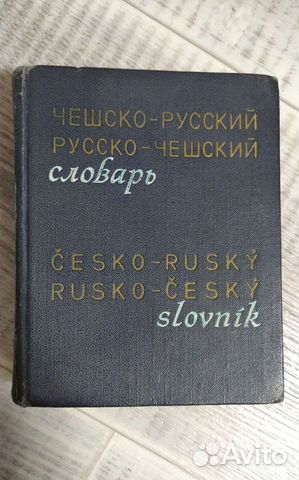 ЧЕШСКО-РУССКИЙ
РУССКО-ЧЕШСКИЙ
словарь
ČESKO-RUSKÝ
RUSKO-ČESKÝ
slovník
Avito